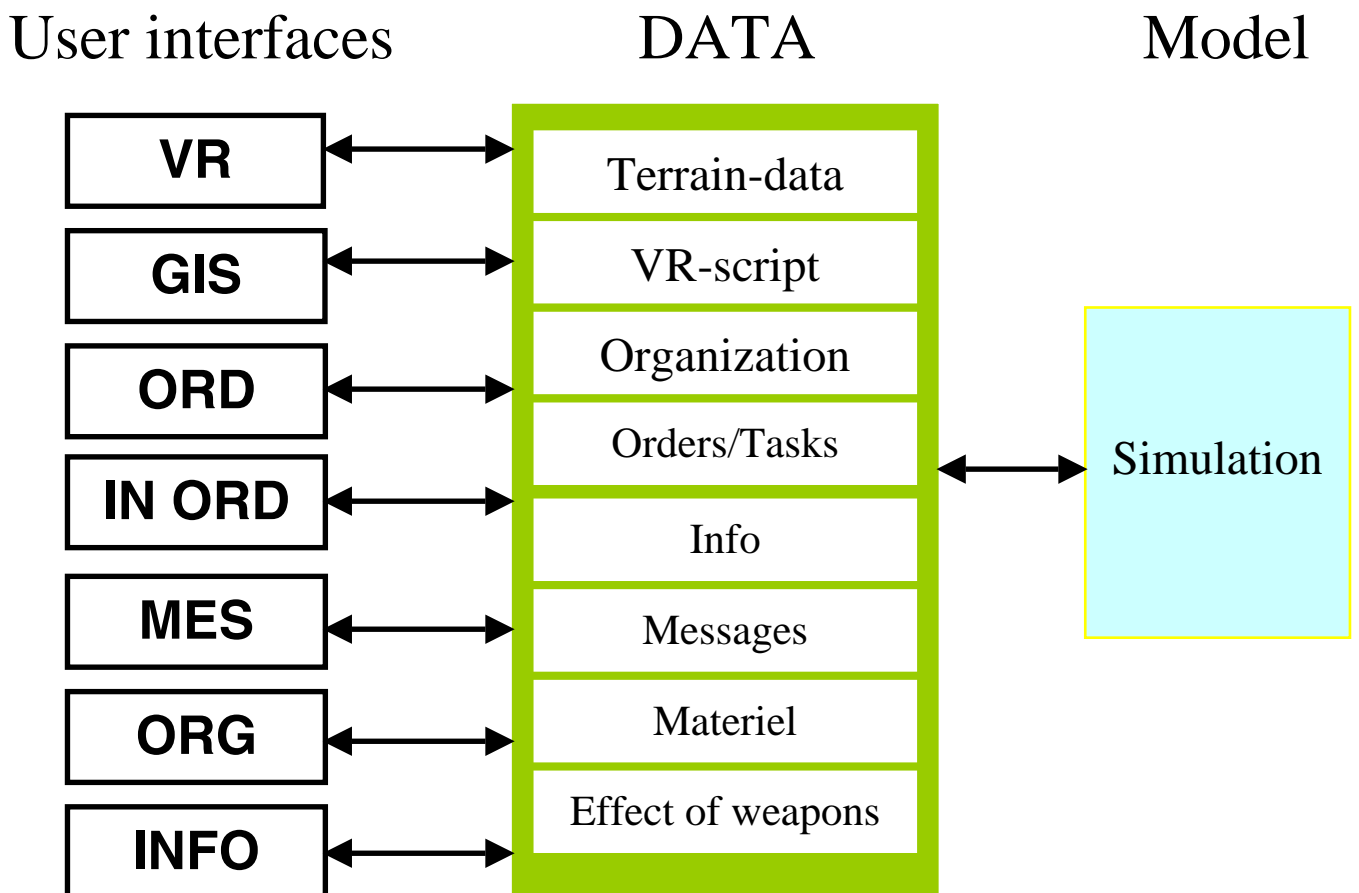 User interfaces
DATA
Model
VR
GIS
ORD
IN ORD
MES
ORG
INFO
Terrain-data
VR-script
Organization
Orders/Tasks
Info
Messages
Materiel
Effect of weapons
Simulation